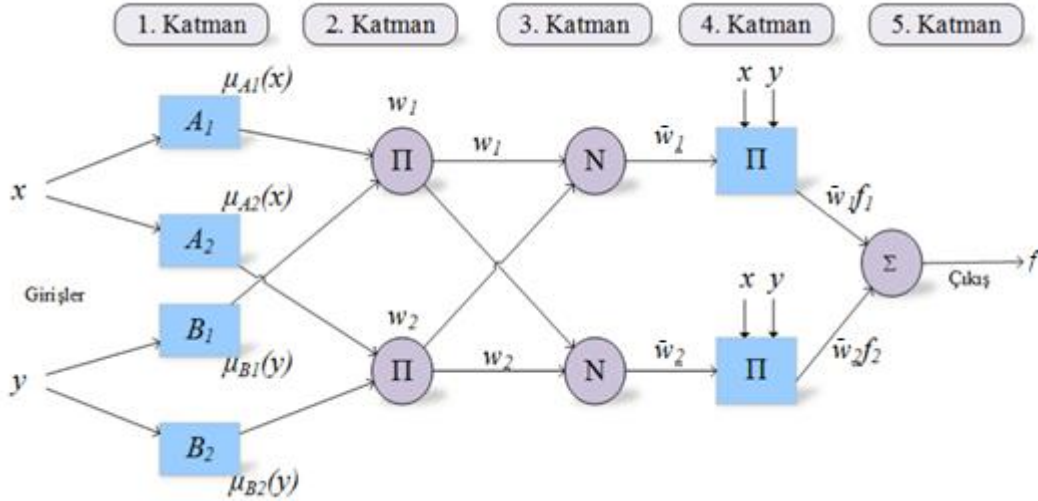 1. Katman 2. Katman 3. Katman 4. Katman 5. Katman
μA1(x)
A1
w1
x y
Π
w1
N
w̄1
Π
x
μA2(x)
A2
w̄1f1
Girişler
Σ
Çıkış
f
B1
w2
x y
y
μB1(y)
Π
w2
N
w̄2
Π
w̄2f2
B2
μB2(y)